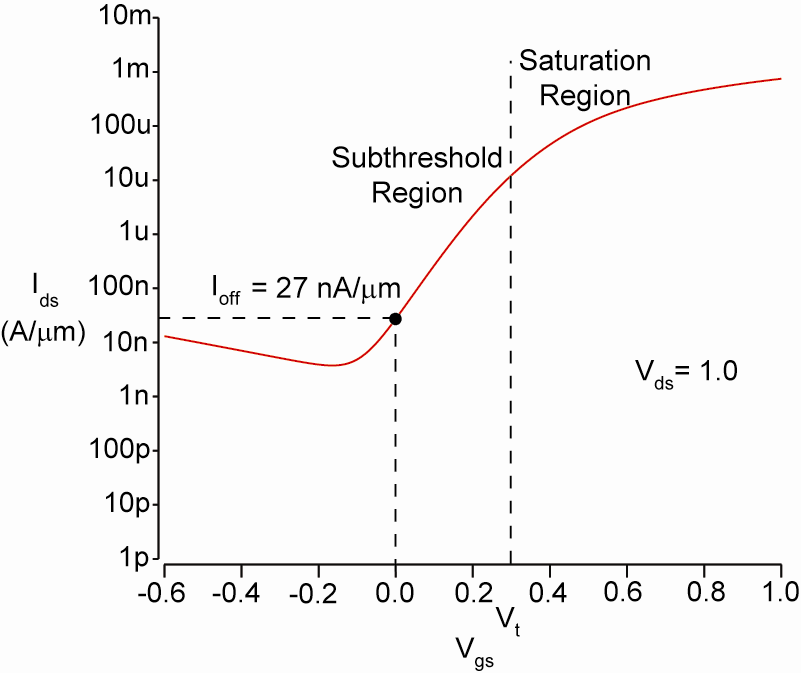 10m
1m
100u
10u
1u
100n
10n
1n
100p
10p
1p
Ids
(A/μm)
Saturation
Region
Subthreshold
Region
Ioff = 27 nA/μm
Vds= 1.0
-0.6 -0.4 -0.2 0.0 0.2 0.4 0.6 0.8 1.0
Vt
Vgs